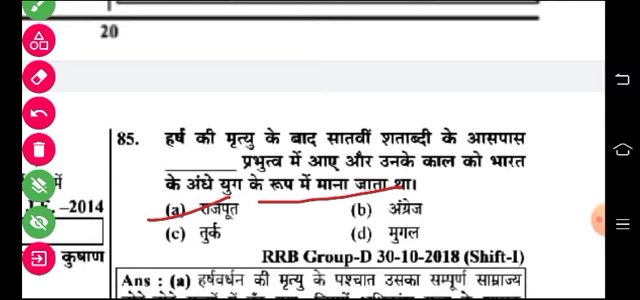 20
85. हर्ष की मृत्यु के बाद सातवीं शताब्दी के आसपास
_______ प्रभुत्व में आए और उनके काल को भारत
के अंधे युग के रूप में माना जाता था।
में
(a) राजपूत (b) अंग्रेज
–2014
(c) तुर्क (d) मुगल
कुषाण
RRB Group-D 30-10-2018 (Shift-I)
Ans : (a) हर्षवर्धन की मृत्यु के पश्चात उसका सम्पूर्ण साम्राज्य